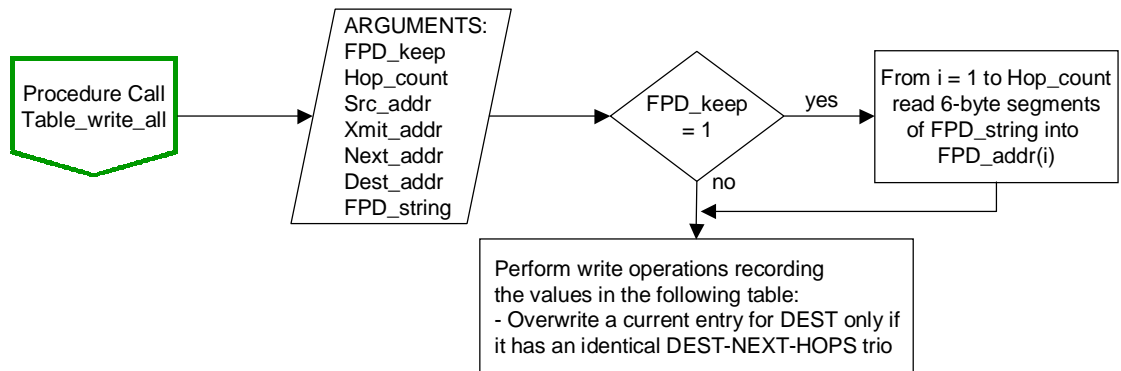 Procedure Call
Table_write_all
ARGUMENTS:
FPD_keep
Hop_count
Src_addr
Xmit_addr
Next_addr
Dest_addr
FPD_string
FPD_keep
= 1
yes
no
From i = 1 to Hop_count
read 6-byte segments
of FPD_string into
FPD_addr(i)
Perform write operations recording
the values in the following table:
- Overwrite a current entry for DEST only if
it has an identical DEST-NEXT-HOPS trio